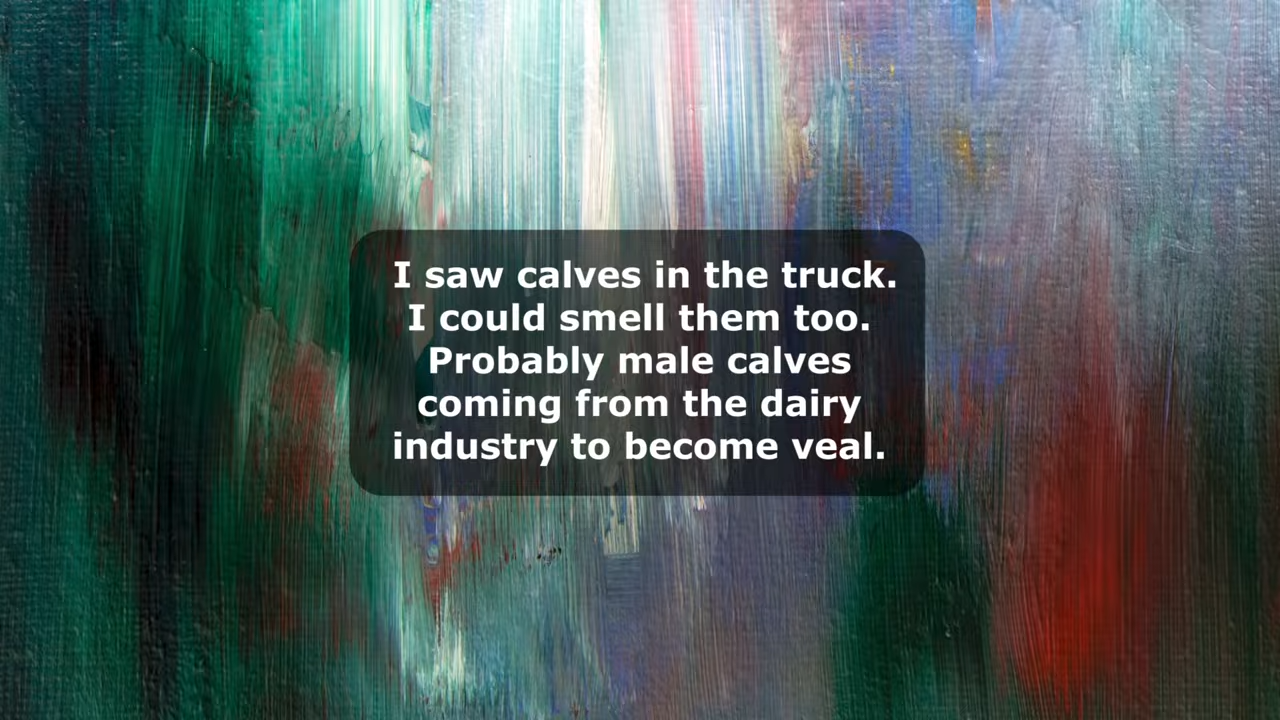 I saw calves in the truck.
I could smell them too.
Probably male calves
coming from the dairy
industry to become veal.